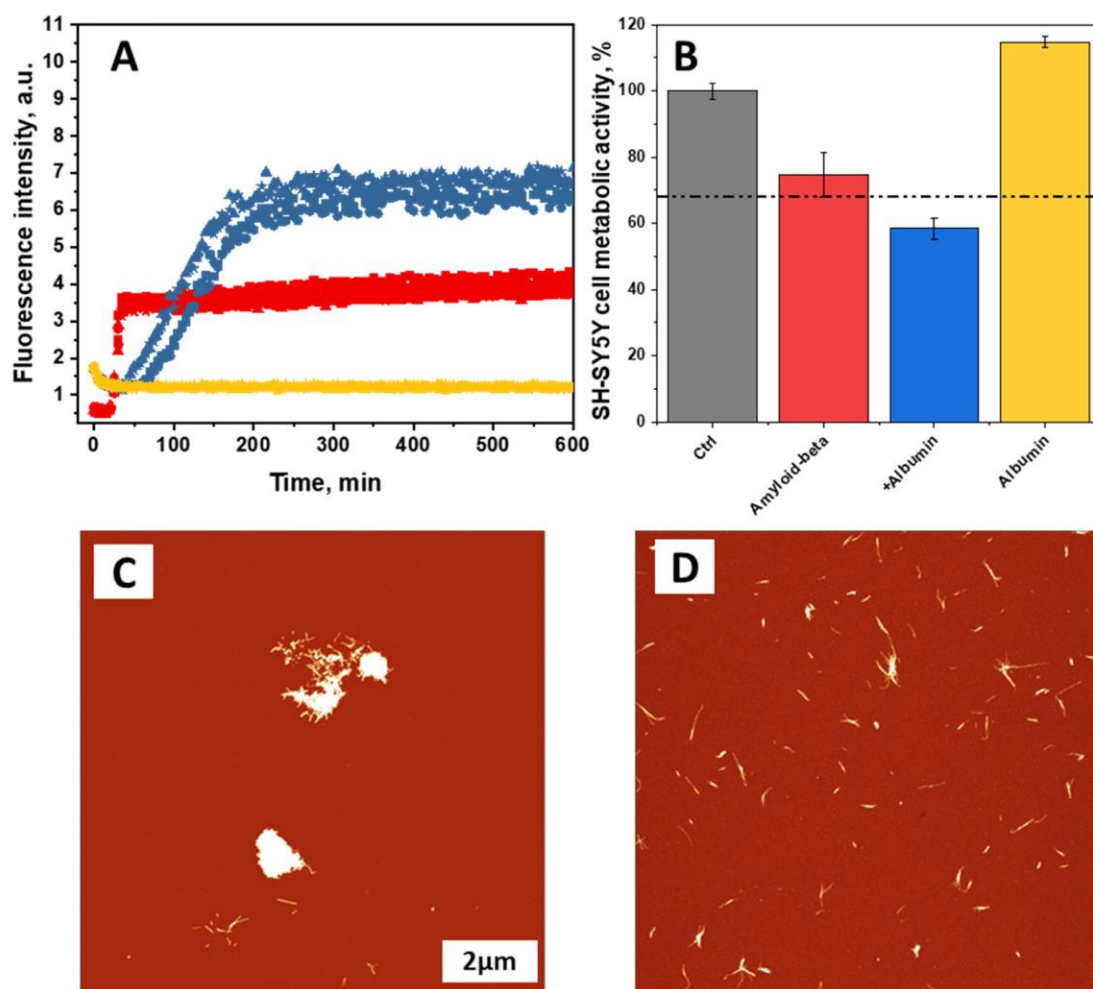 A
11
10
9
8
7
6
5
4
3
2
1
Fluorescence intensity, a.u.
0
100
200
300
400
500
600
Time, min
B
120
100
80
60
40
20
0
SH-SY5Y cell metabolic activity, %
Ctrl
Amyloid-beta
+Albumin
Albumin
C
2µm
D